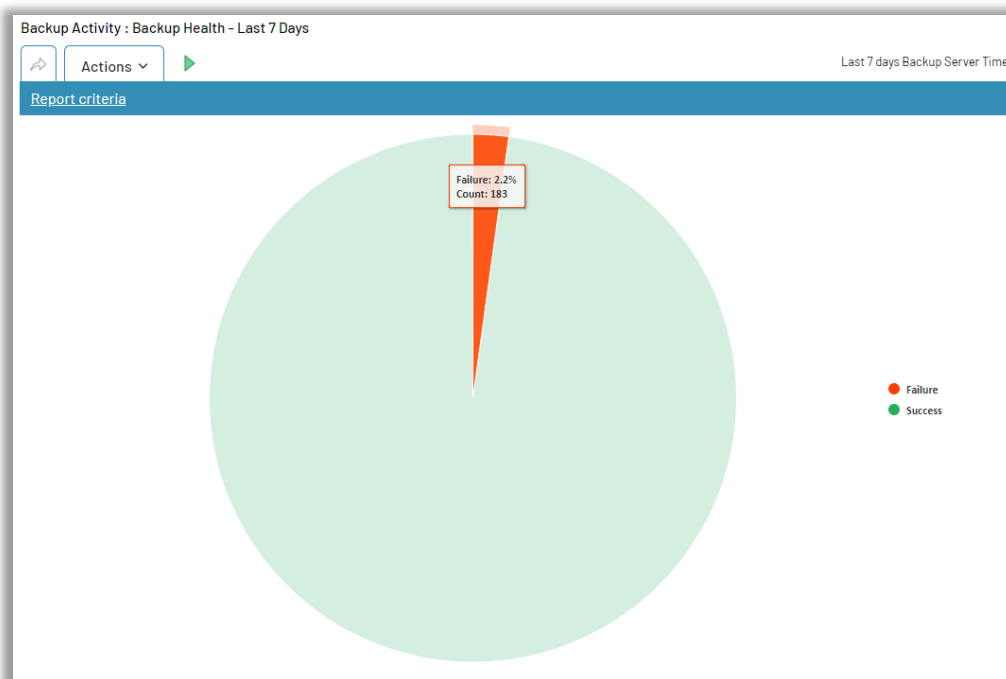 Backup Activity : Backup Health - Last 7 Days
Actions
Last 7 days Backup Server Time
Report criteria
Failure: 2.2%
Count: 183
Failure
Success